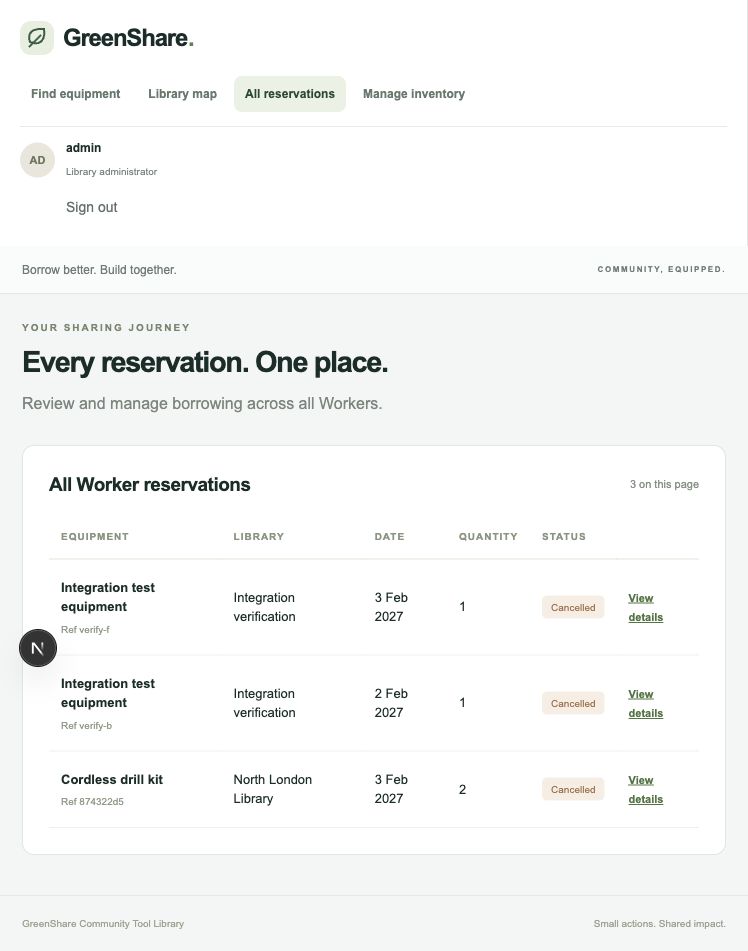 GreenShare.
Find equipment Library map All reservations Manage inventory
AD admin
Library administrator
Sign out
Borrow better. Build together. COMMUNITY, EQUIPPED.
YOUR SHARING JOURNEY
Every reservation. One place.
Review and manage borrowing across all Workers.
All Worker reservations 3 on this page
EQUIPMENT LIBRARY DATE QUANTITY STATUS
Integration test
equipment
Ref verify-f
Integration
verification
3 Feb
2027
1
Cancelled
View
details
N
Integration test
equipment
Ref verify-b
Integration
verification
2 Feb
2027
1
Cancelled
View
details
Cordless drill kit
Ref 874322d5
North London
Library
3 Feb
2027
2
Cancelled
View
details
GreenShare Community Tool Library Small actions. Shared impact.